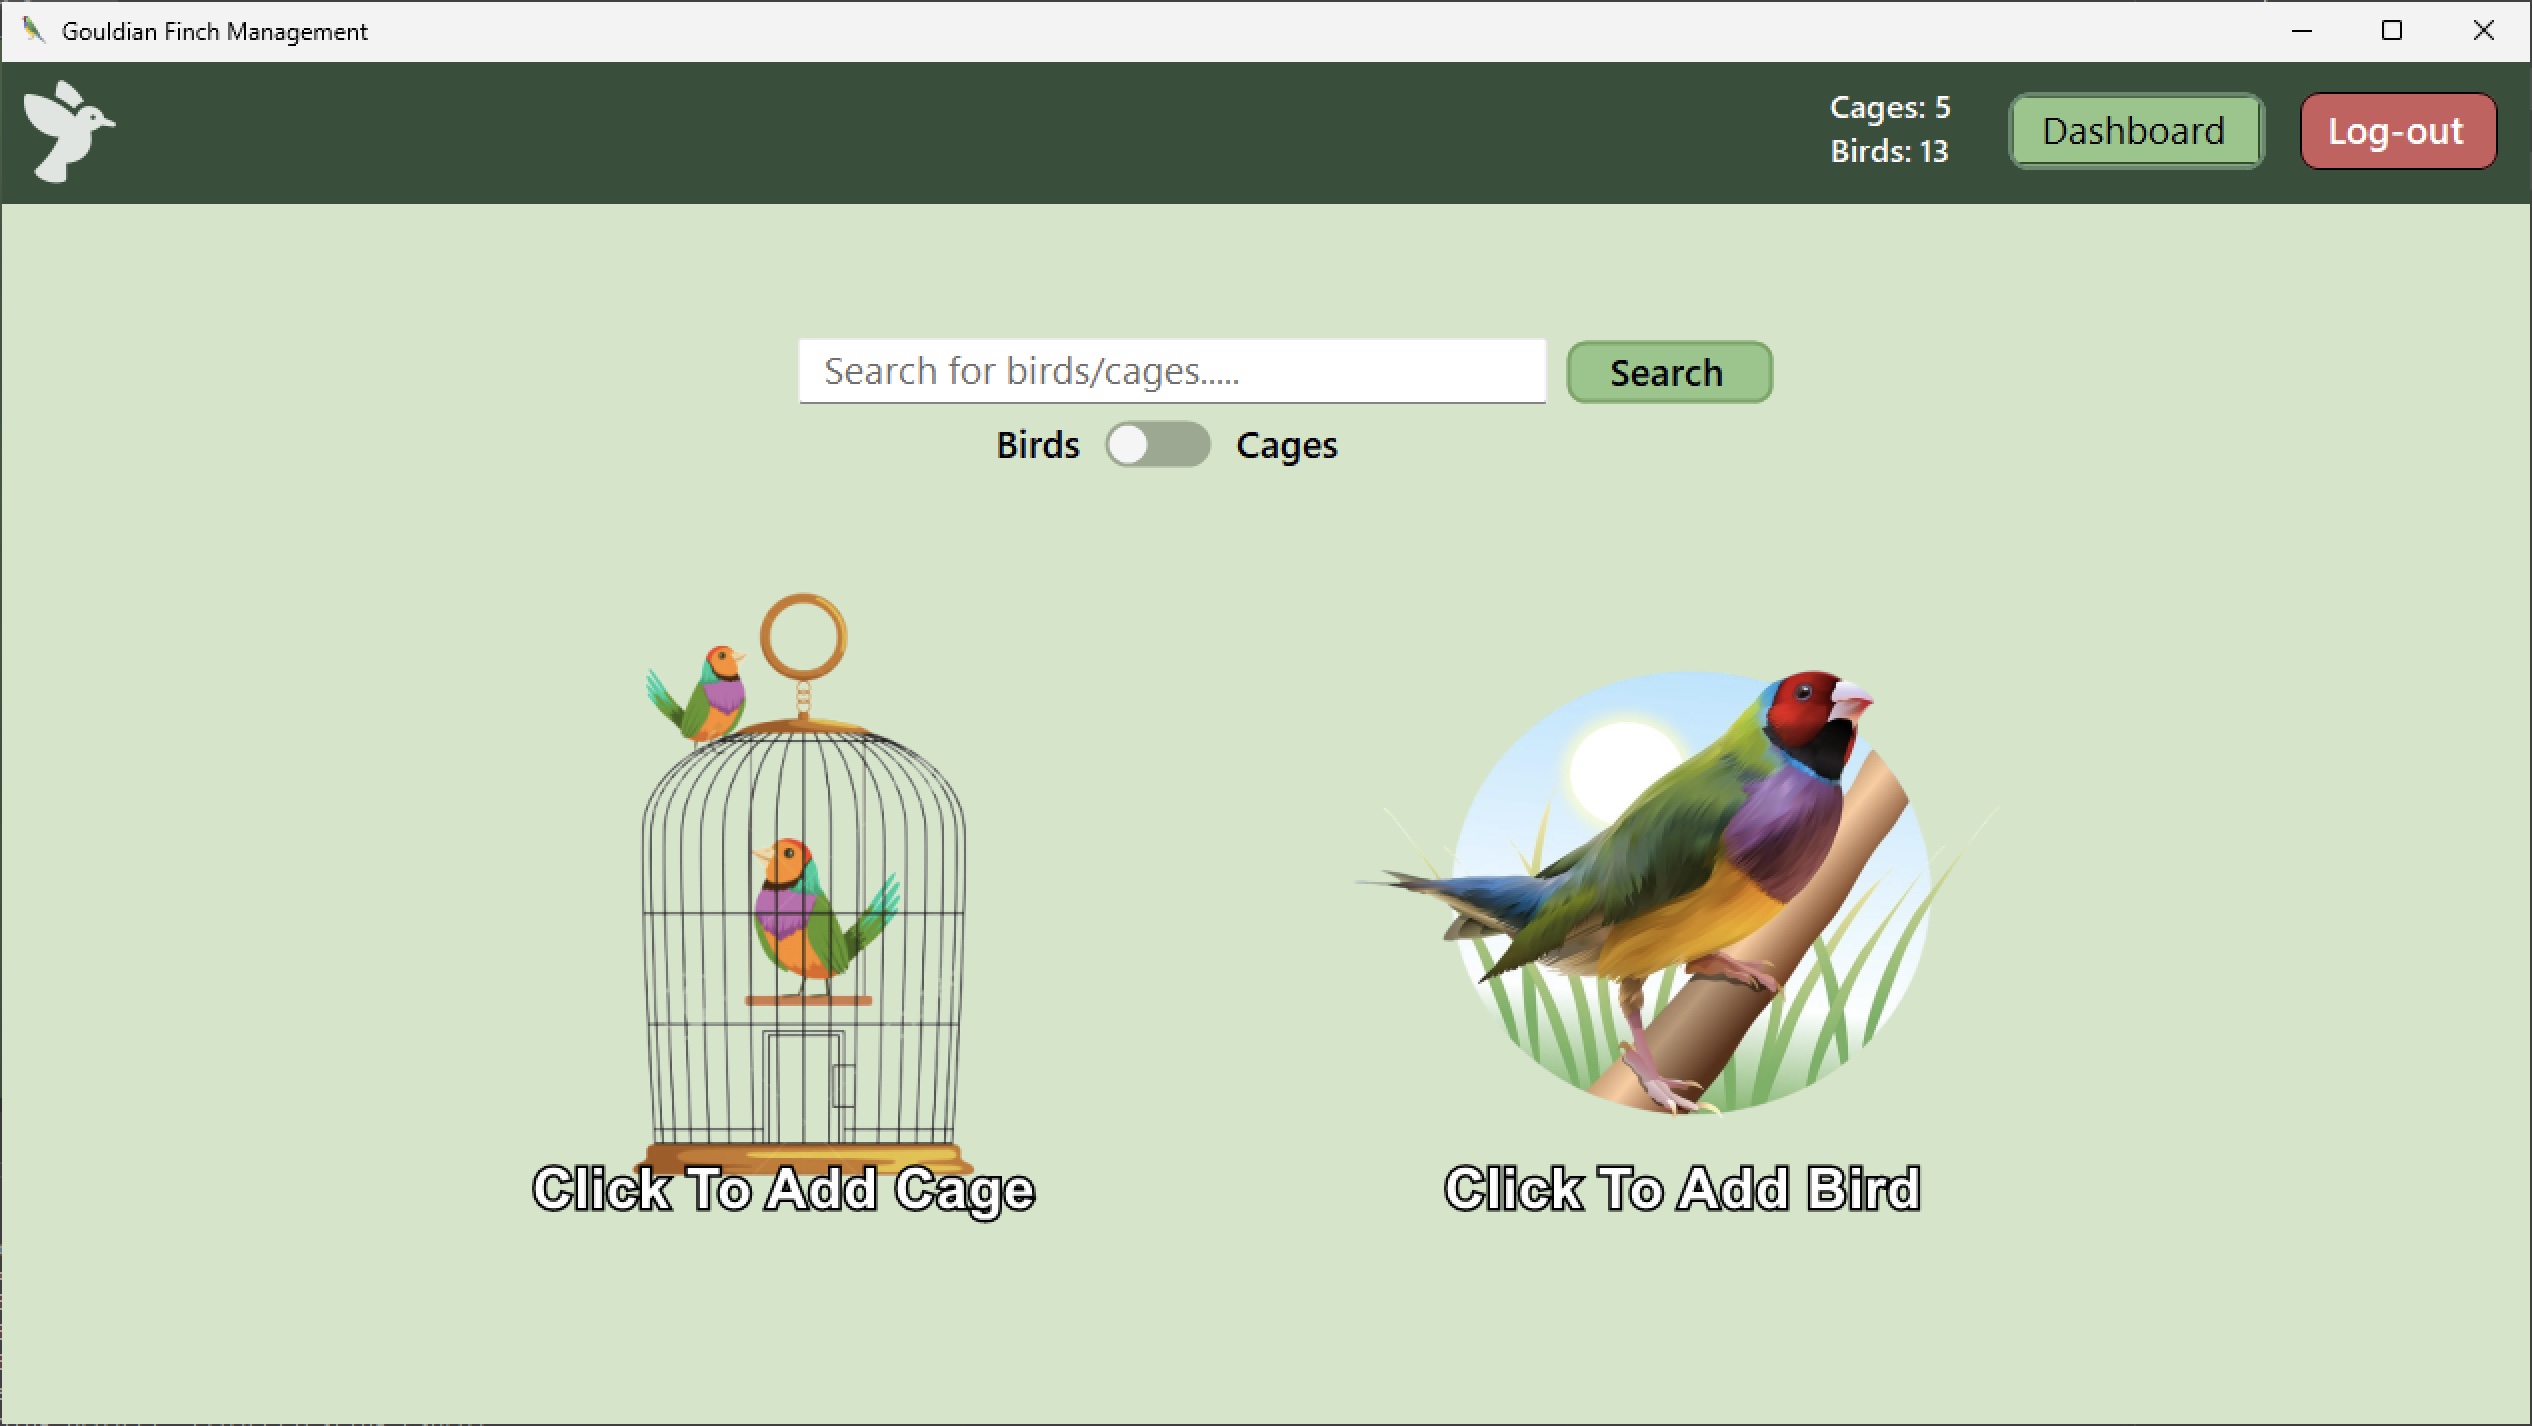 Gouldian Finch Management
Cages: 5
Birds: 13
Dashboard
Log-out
Search for birds/cages.....
Search
Birds
Cages
Click To Add Cage
Click To Add Bird